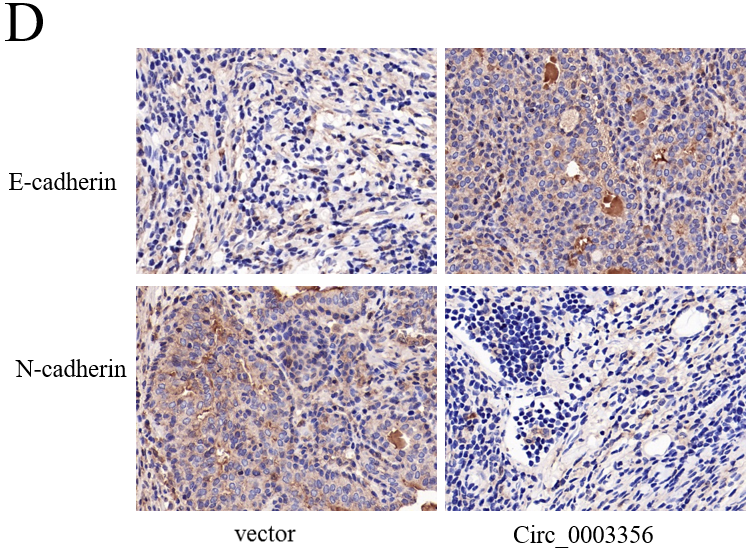 D
E-cadherin
N-cadherin
vector
Circ_0003356